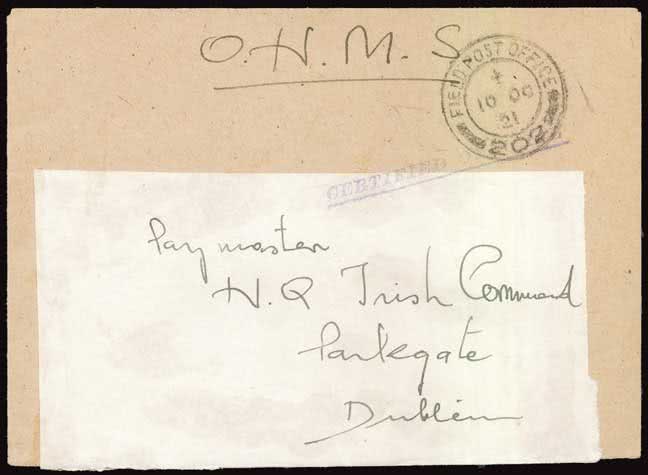 O.H.M.S
FIELD POST OFFICE
10 OC
21
202
CERTIFIED
Paymaster
H.Q Irish Command
Parkgate
Dublin